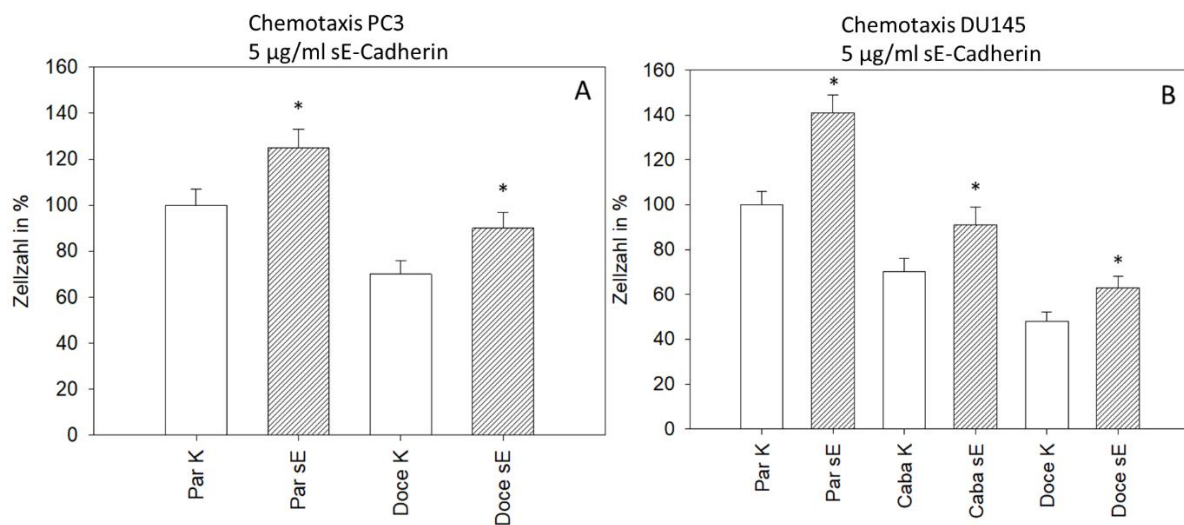 Chemotaxis PC3
5 µg/ml sE-Cadherin
A
*
*
160
140
120
100
80
60
40
20
0
Zellzahl in %
Par K
Par sE
Doce K
Doce sE
Chemotaxis DU145
5 µg/ml sE-Cadherin
B
*
*
*
160
140
120
100
80
60
40
20
0
Zellzahl in %
Par K
Par sE
Caba K
Caba sE
Doce K
Doce sE